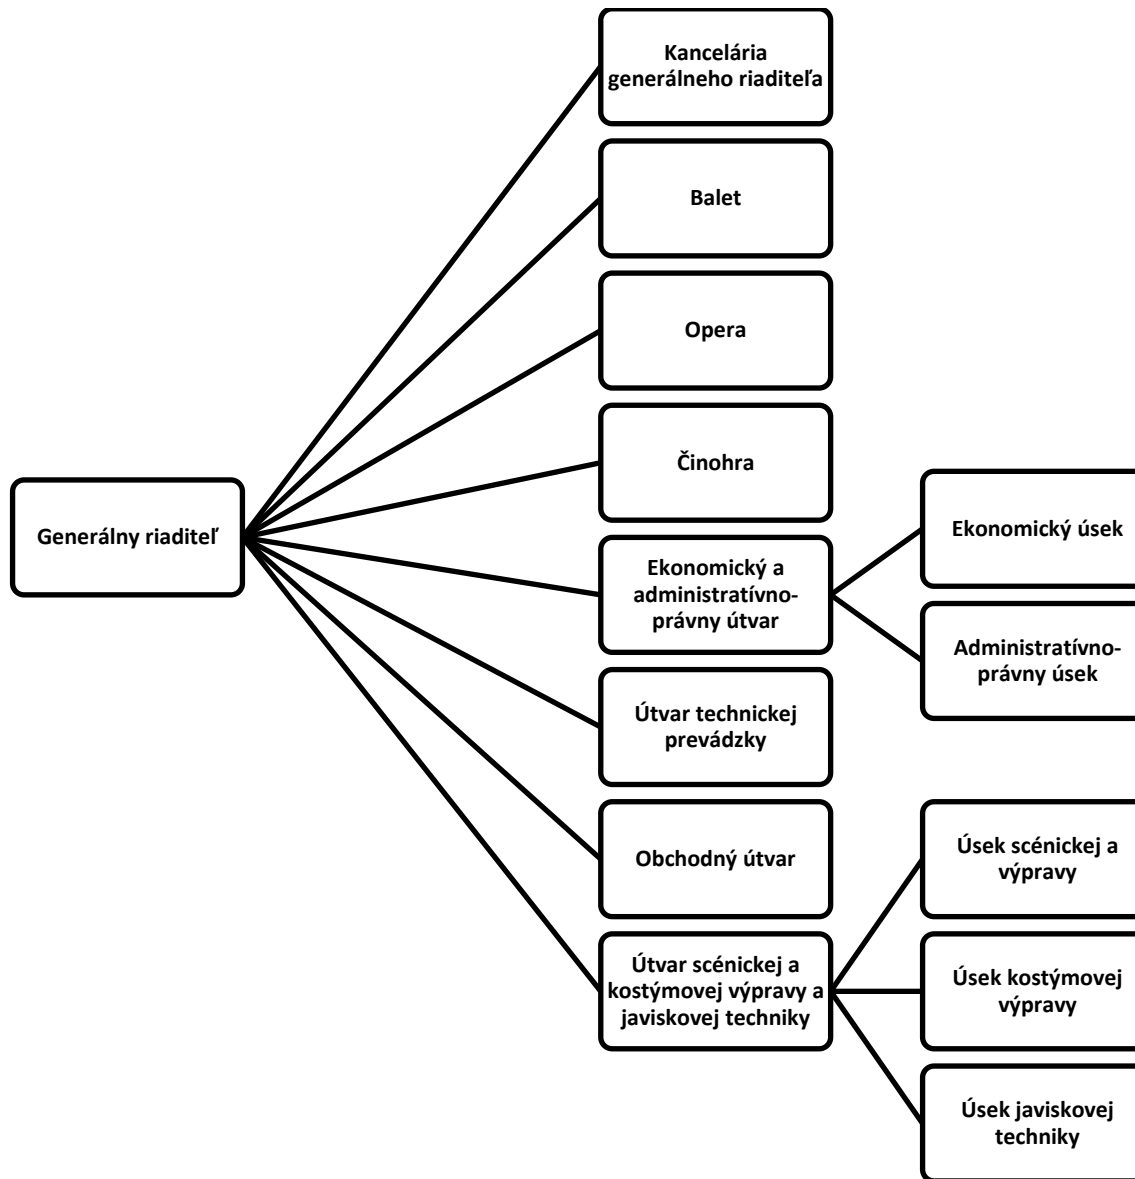 Kancelária
generálneho riaditeľa
Balet
Opera
Činohra
Generálny riaditeľ
Ekonomický a
administratívno-
právny útvar
Ekonomický úsek
Administratívno-
právny úsek
Útvar technickej
prevádzky
Obchodný útvar
Útvar scénickej a
kostýmovej výpravy a
javiskovej techniky
Úsek scénickej a
výpravy
Úsek kostýmovej
výpravy
Úsek javiskovej
techniky